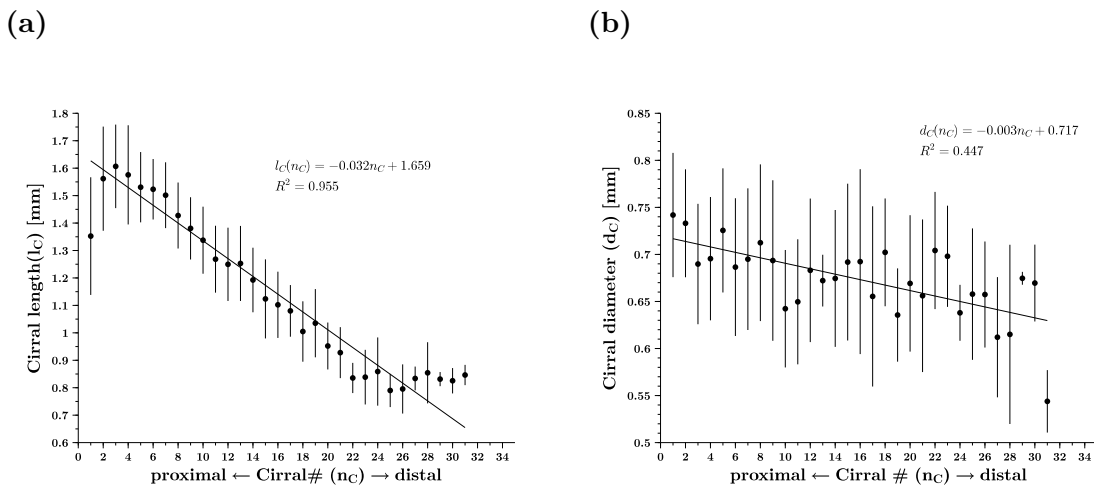 (a)
(b)
1.8
1.7
1.6
1.5
1.4
1.3
1.2
1.1
1
0.9
0.8
0.7
0.6
Cirral length(l_C) [mm]
l_C(n_C) = −0.032n_C + 1.659
R² = 0.955
0 2 4 6 8 10 12 14 16 18 20 22 24 26 28 30 32 34
proximal ← Cirral# (n_C) → distal
0.85
0.8
0.75
0.7
0.65
0.6
0.55
0.5
Cirral diameter (d_C) [mm]
d_C(n_C) = −0.003n_C + 0.717
R² = 0.447
0 2 4 6 8 10 12 14 16 18 20 22 24 26 28 30 32 34
proximal ← Cirral # (n_C) → distal